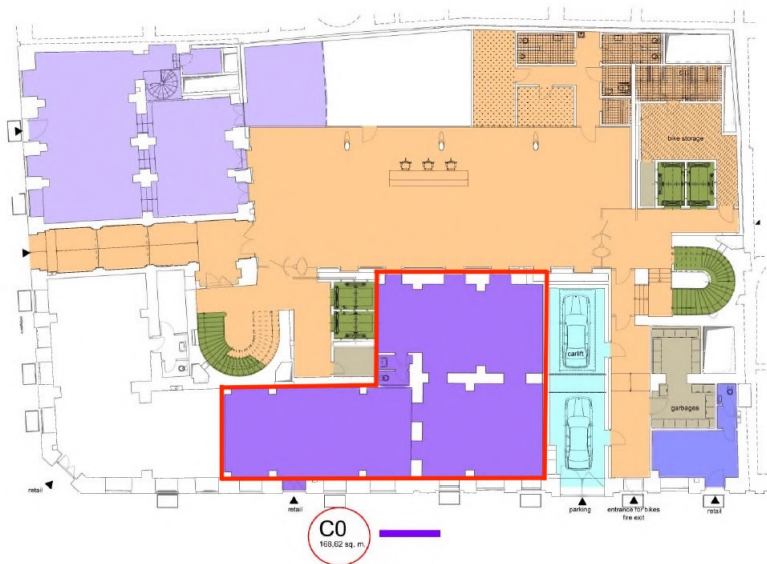 bike storage
carlift
garbages
retail
retail
parking
entrance for bikes
fire exit
retail
C0
168,62 sq. m.